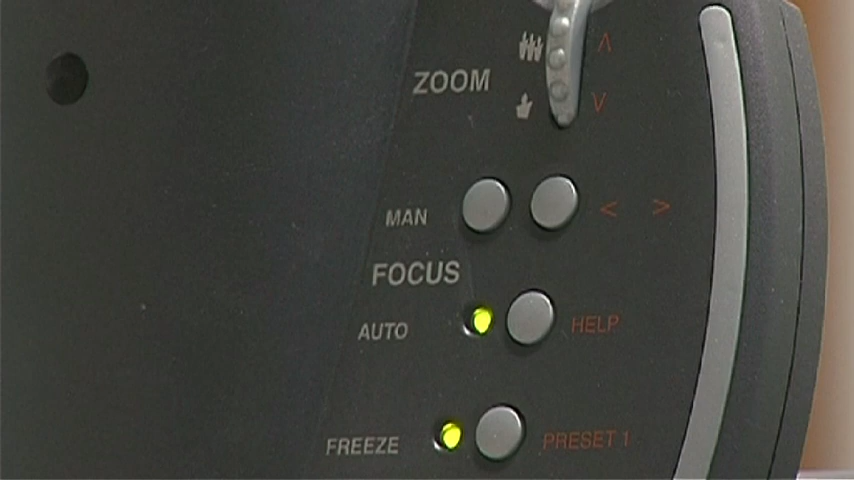 ZOOM
MAN < >
FOCUS
AUTO HELP
FREEZE PRESET 1